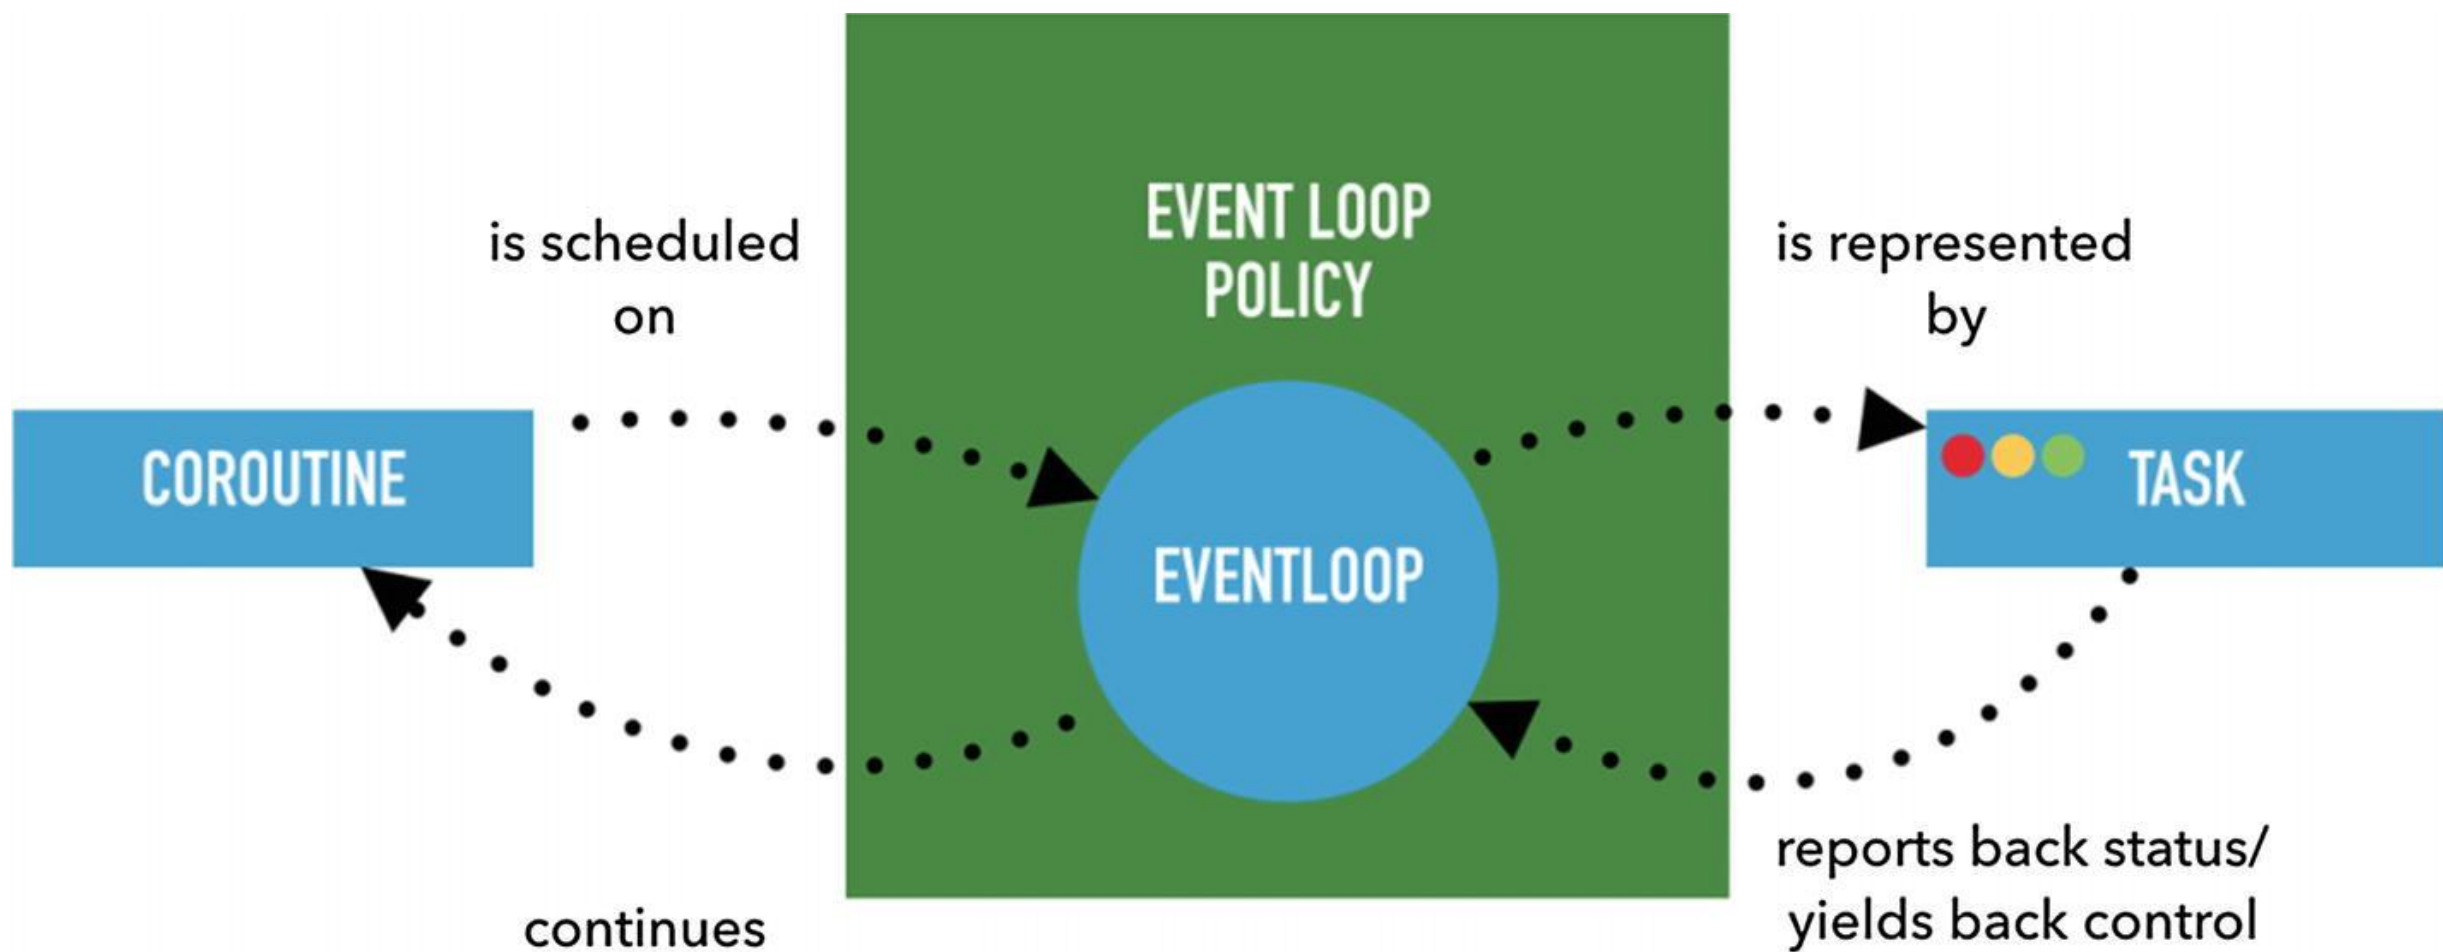 EVENT LOOP
POLICY
is scheduled
on
is represented
by
COROUTINE
EVENTLOOP
TASK
continues
reports back status/
yields back control